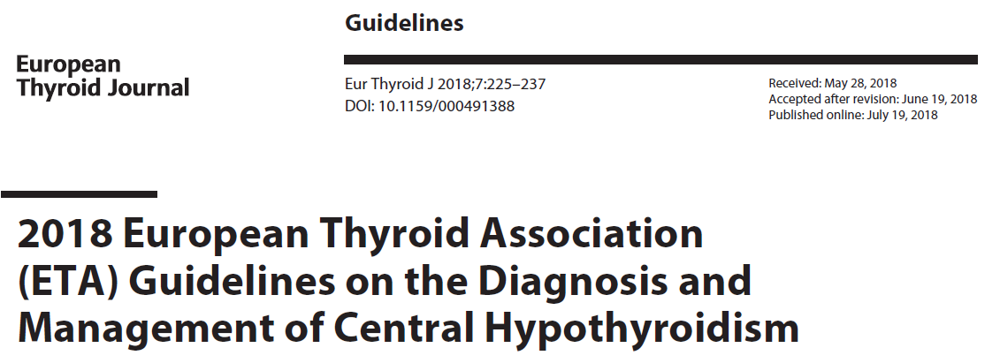 Guidelines
European
Thyroid Journal
Eur Thyroid J 2018;7:225–237
DOI: 10.1159/000491388
Received: May 28, 2018
Accepted after revision: June 19, 2018
Published online: July 19, 2018
2018 European Thyroid Association
(ETA) Guidelines on the Diagnosis and
Management of Central Hypothyroidism